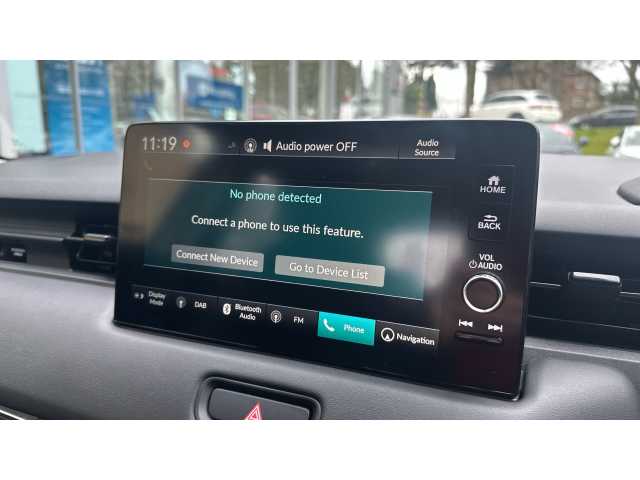 11:19
Audio power OFF
Audio
Source
No phone detected
Connect a phone to use this feature.
Connect New Device
Go to Device List
Display
Mode
DAB
Bluetooth
Audio
FM
Phone
Navigation
HOME
BACK
VOL
AUDIO